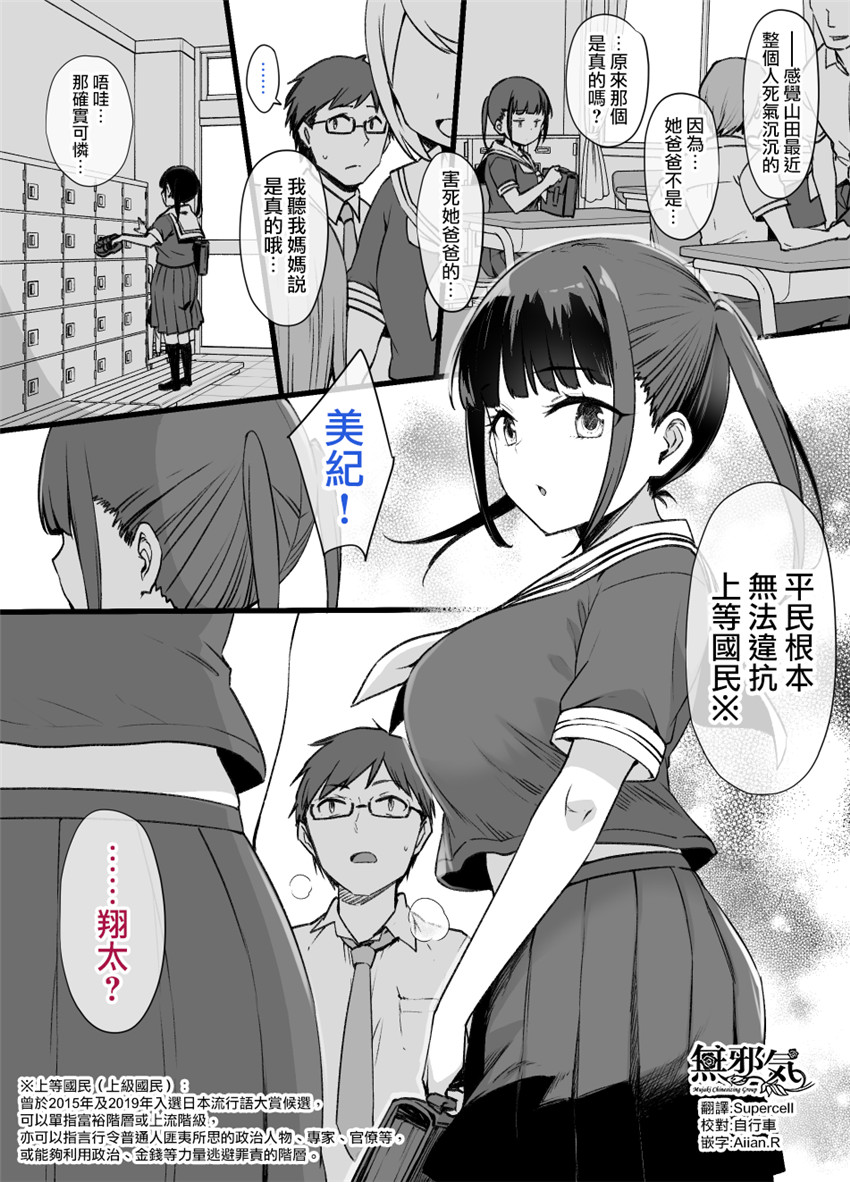 ——感覺山田最近
整個人死氣沉沉的
因為…
她爸爸不是…
…原來那個
是真的嗎?
害死她爸爸的…
……
我聽我媽媽說
是真的哦…
唔哇…
那確實可憐…
美紀!
平民根本
無法違抗
上等國民※
……翔太?
※上等國民（上級國民）：
曾於2015年及2019年入選日本流行語大賞候選，
可以單指富裕階層或上流階級，
亦可以指言行令普通人匪夷所思的政治人物、專家、官僚等，
或能夠利用政治、金錢等力量逃避罪責的階層。
無邪気
Mujaki Chineseizing Group
翻譯:Supercell
校對:自行車
嵌字:Aiian.R